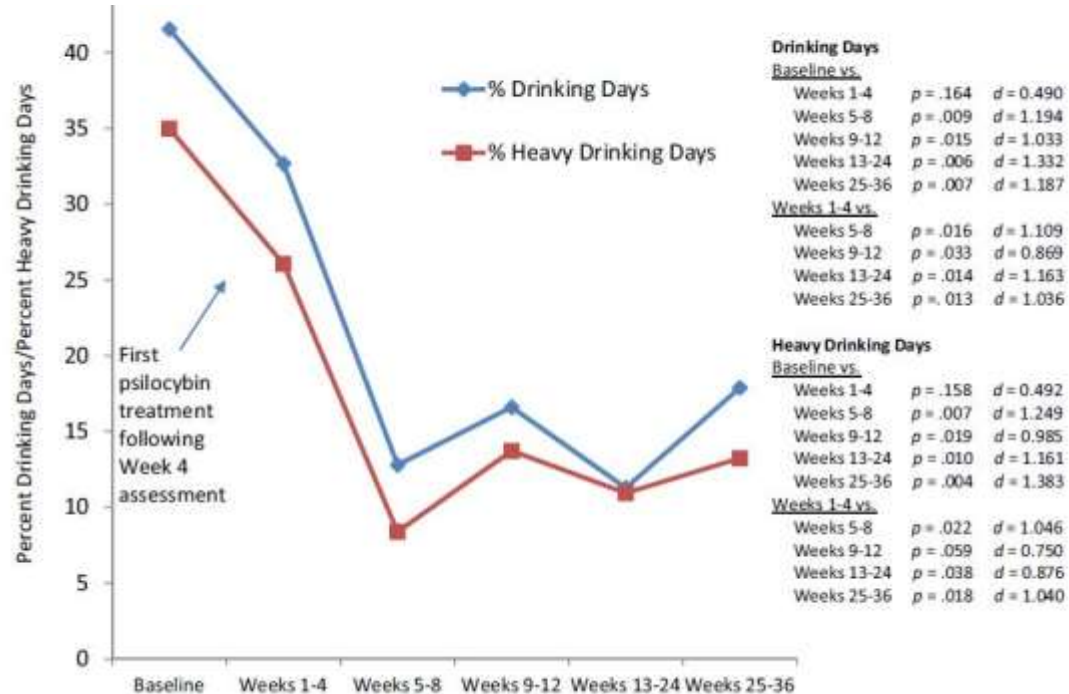 Percent Drinking Days/Percent Heavy Drinking Days
40
35
30
25
20
15
10
5
0
Baseline Weeks 1-4 Weeks 5-8 Weeks 9-12 Weeks 13-24 Weeks 25-36
% Drinking Days
% Heavy Drinking Days
First
psilocybin
treatment
following
Week 4
assessment
Drinking Days
Baseline vs.
Weeks 1-4 p = .164 d = 0.490
Weeks 5-8 p = .009 d = 1.194
Weeks 9-12 p = .015 d = 1.033
Weeks 13-24 p = .006 d = 1.332
Weeks 25-36 p = .007 d = 1.187
Weeks 1-4 vs.
Weeks 5-8 p = .016 d = 1.109
Weeks 9-12 p = .033 d = 0.869
Weeks 13-24 p = .014 d = 1.163
Weeks 25-36 p =. 013 d = 1.036
Heavy Drinking Days
Baseline vs.
Weeks 1-4 p = .158 d = 0.492
Weeks 5-8 p = .007 d = 1.249
Weeks 9-12 p = .019 d = 0.985
Weeks 13-24 p = .010 d = 1.161
Weeks 25-36 p = .004 d = 1.383
Weeks 1-4 vs.
Weeks 5-8 p = .022 d = 1.046
Weeks 9-12 p = .059 d = 0.750
Weeks 13-24 p = .038 d = 0.876
Weeks 25-36 p = .018 d = 1.040